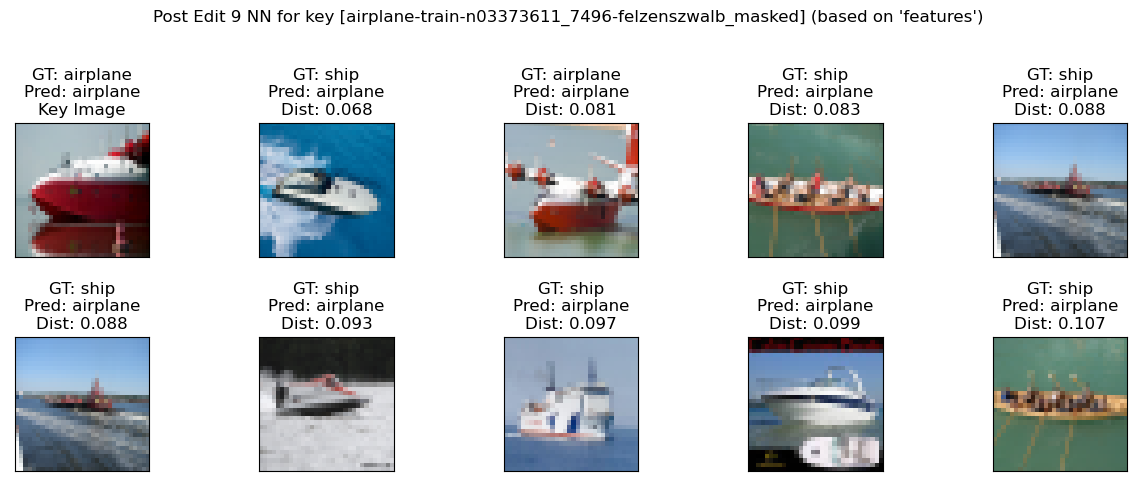 Post Edit 9 NN for key [airplane-train-n03373611_7496-felzenszwalb_masked] (based on 'features')
GT: airplane
Pred: airplane
Key Image
GT: ship
Pred: airplane
Dist: 0.068
GT: airplane
Pred: airplane
Dist: 0.081
GT: ship
Pred: airplane
Dist: 0.083
GT: ship
Pred: airplane
Dist: 0.088
GT: ship
Pred: airplane
Dist: 0.088
GT: ship
Pred: airplane
Dist: 0.093
GT: ship
Pred: airplane
Dist: 0.097
GT: ship
Pred: airplane
Dist: 0.099
GT: ship
Pred: airplane
Dist: 0.107